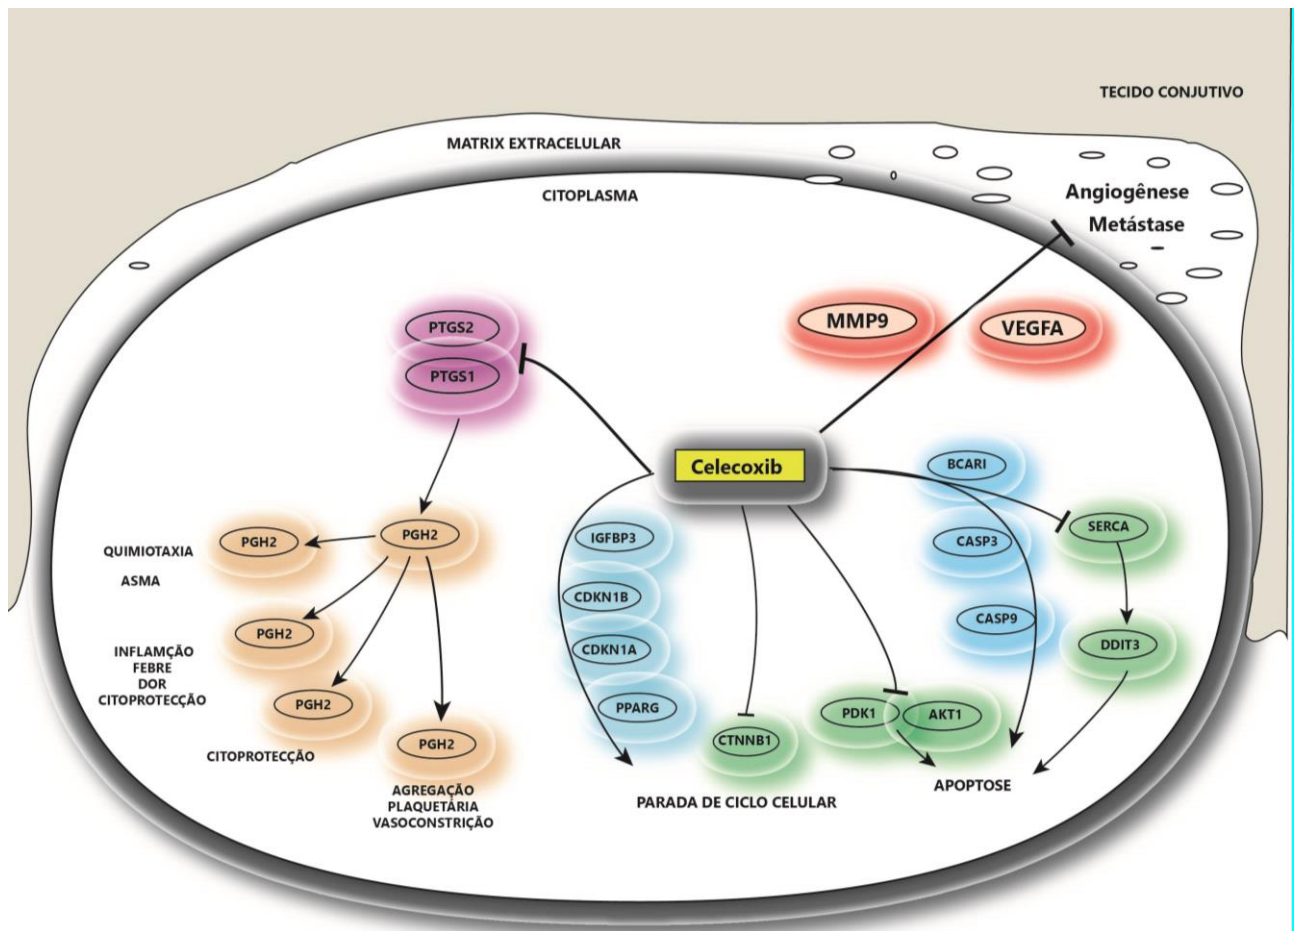 TECIDO CONJUTIVO
MATRIX EXTRACELULAR
CITOPLASMA
Angiogênese
Metástase
PTGS2
PTGS1
MMP9
VEGFA
Celecoxib
BCARI
SERCA
CASP3
CASP9
DDIT3
PGH2
PGH2
QUIMIOTAXIA
ASMA
PGH2
INFLAMÇÃO
FEBRE
DOR
CITOPROTECÇÃO
PGH2
CITOPROTECÇÃO
PGH2
AGREGAÇÃO
PLAQUETÁRIA
VASOCONSTRIÇÃO
IGFBP3
CDKN1B
CDKN1A
PPARG
CTNNB1
PDK1
AKT1
PARADA DE CICLO CELULAR
APOPTOSE